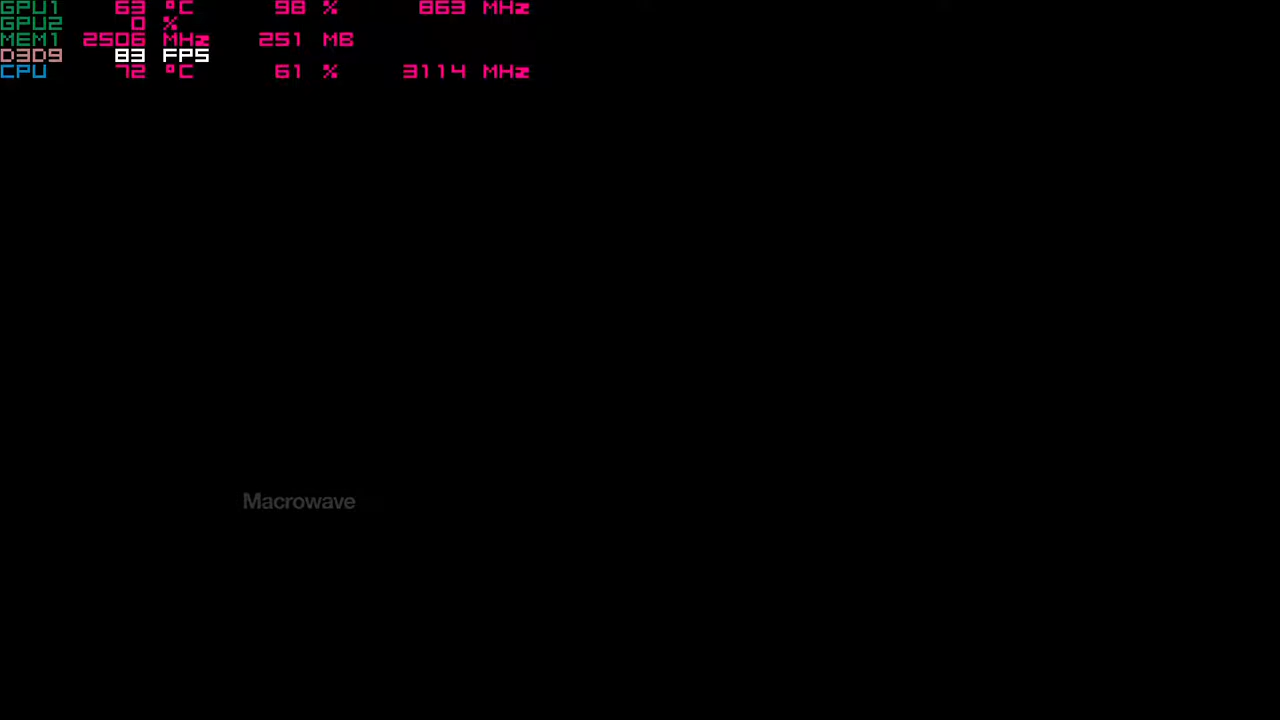 GPU1 63 °C 98 % 863 MHz
GPU2 0 %
MEM1 2506 MHz 251 MB
D3D9 83 FPS
CPU 72 °C 61 % 3114 MHz
Macrowave